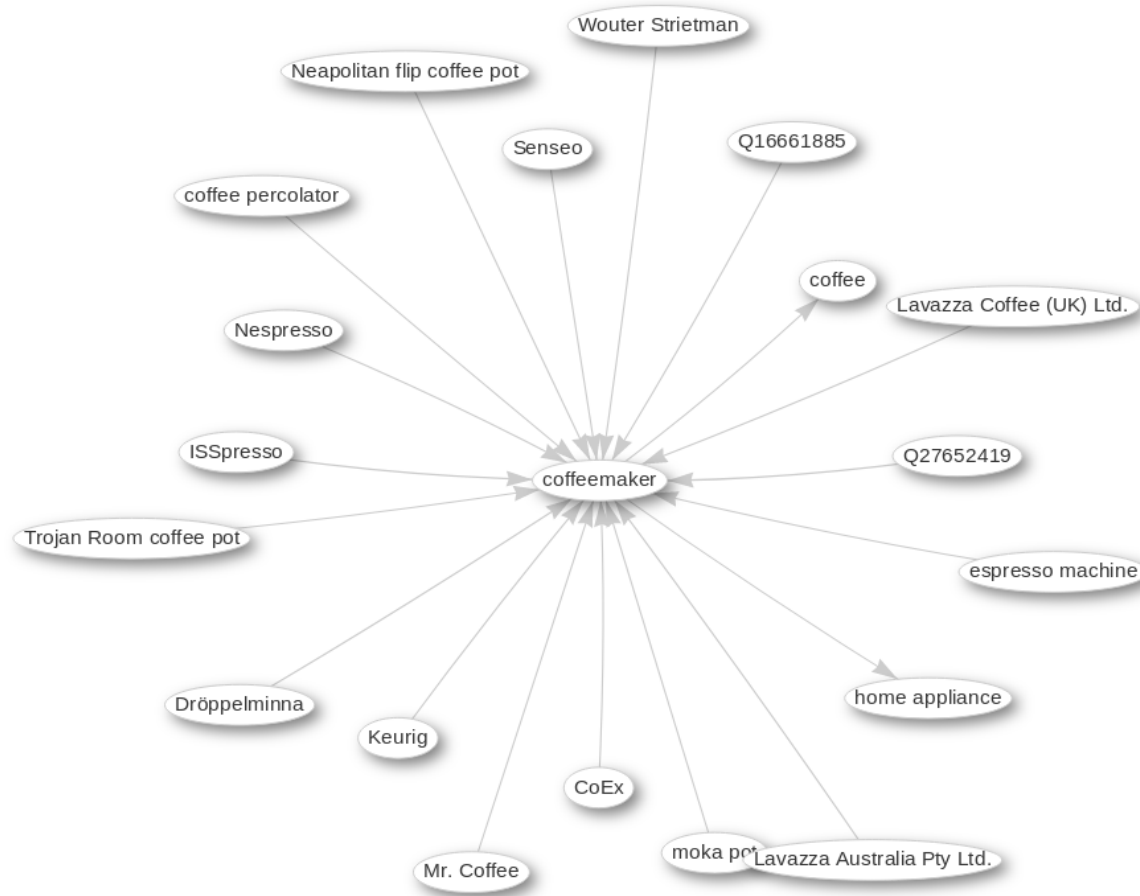 Wouter Strietman
Neapolitan flip coffee pot
Senseo
Q16661885
coffee percolator
coffee
Lavazza Coffee (UK) Ltd.
Nespresso
ISSpresso
Q27652419
coffeemaker
Trojan Room coffee pot
espresso machine
home appliance
Dröppelminna
Keurig
CoEx
moka pot
Lavazza Australia Pty Ltd.
Mr. Coffee